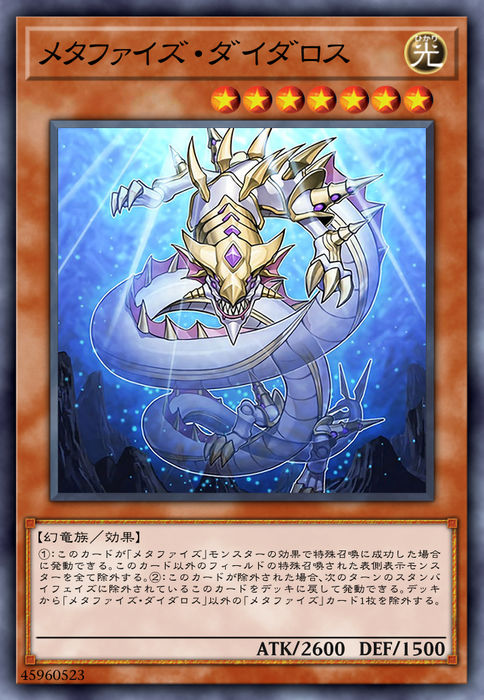 メタファイズ・ダイダロス
ひかり
光
【幻竜族／効果】
①：このカードが「メタファイズ」モンスターの効果で特殊召喚に成功した場合
に発動できる。このカード以外のフィールドの特殊召喚された表側表示モンス
ターを全て除外する。②：このカードが除外された場合、次のターンのスタンバ
イフェイズに除外されているこのカードをデッキに戻して発動できる。デッキ
から「メタファイズ・ダイダロス」以外の「メタファイズ」カード1枚を除外する。
ATK/2600 DEF/1500
45960523